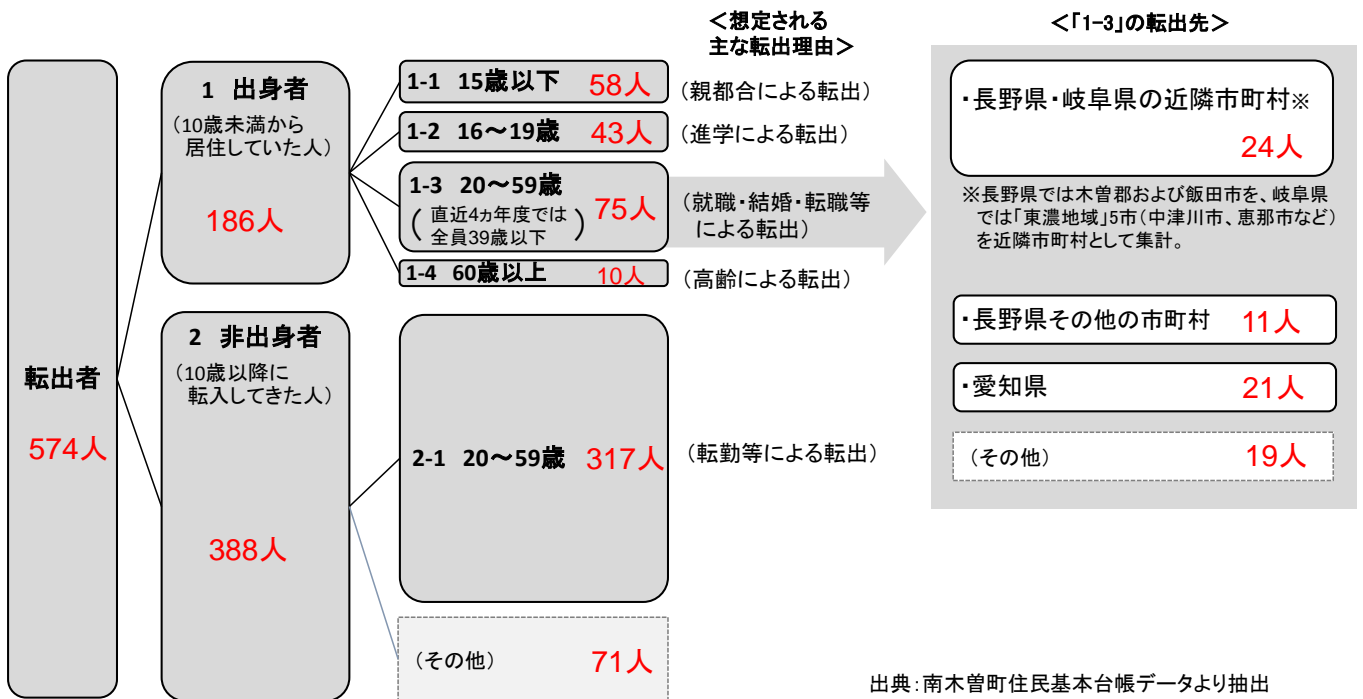 転出者
574人
1 出身者
(10歳未満から
居住していた人)
186人
2 非出身者
(10歳以降に
転入してきた人)
388人
<想定される
主な転出理由>
1-1 15歳以下 58人 (親都合による転出)
1-2 16~19歳 43人 (進学による転出)
1-3 20~59歳
(直近4ヵ年度では
全員39歳以下)
75人
(就職・結婚・転職等
による転出)
1-4 60歳以上 10人 (高齢による転出)
2-1 20~59歳 317人 (転勤等による転出)
(その他) 71人
<「1-3」の転出先>
・長野県・岐阜県の近隣市町村※
24人
※長野県では木曽郡および飯田市を、岐阜県
では「東濃地域」5市(中津川市、恵那市など)
を近隣市町村として集計。
・長野県その他の市町村 11人
・愛知県 21人
(その他) 19人
出典:南木曽町住民基本台帳データより抽出